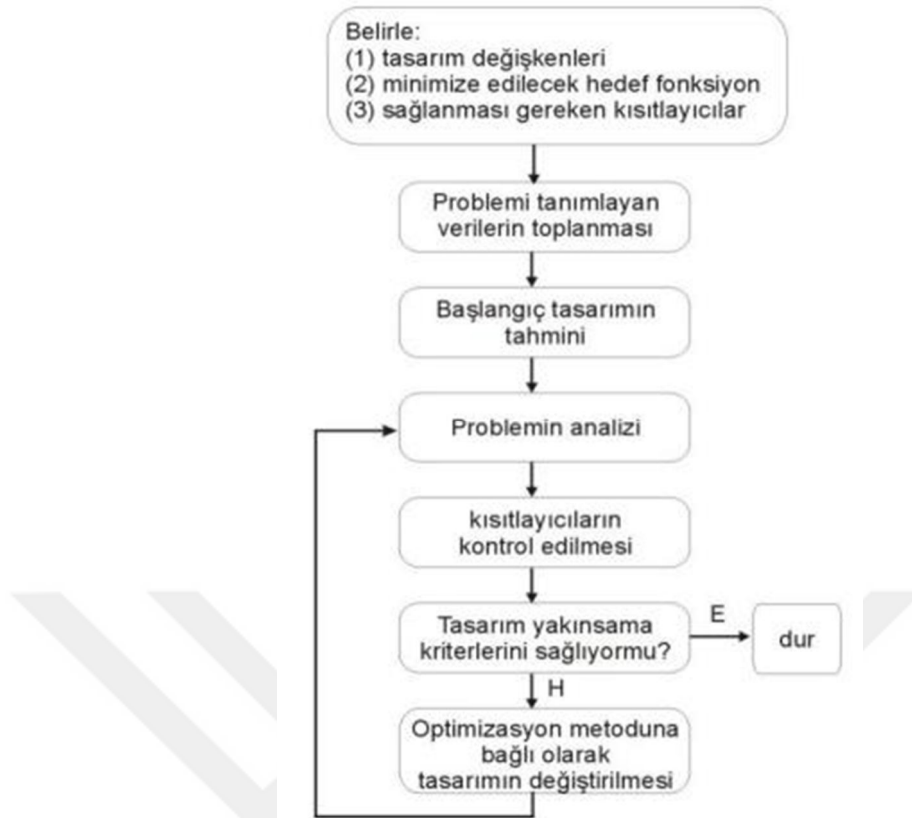 Belirle:
(1) tasarım değişkenleri
(2) minimize edilecek hedef fonksiyon
(3) sağlanması gereken kısıtlayıcılar
Problemi tanımlayan
verilerin toplanması
Başlangıç tasarımın
tahmini
Problemin analizi
kısıtlayıcıların
kontrol edilmesi
Tasarım yakınsama
kriterlerini sağlıyormu?
E
dur
H
Optimizasyon metoduna
bağlı olarak
tasarımın değiştirilmesi